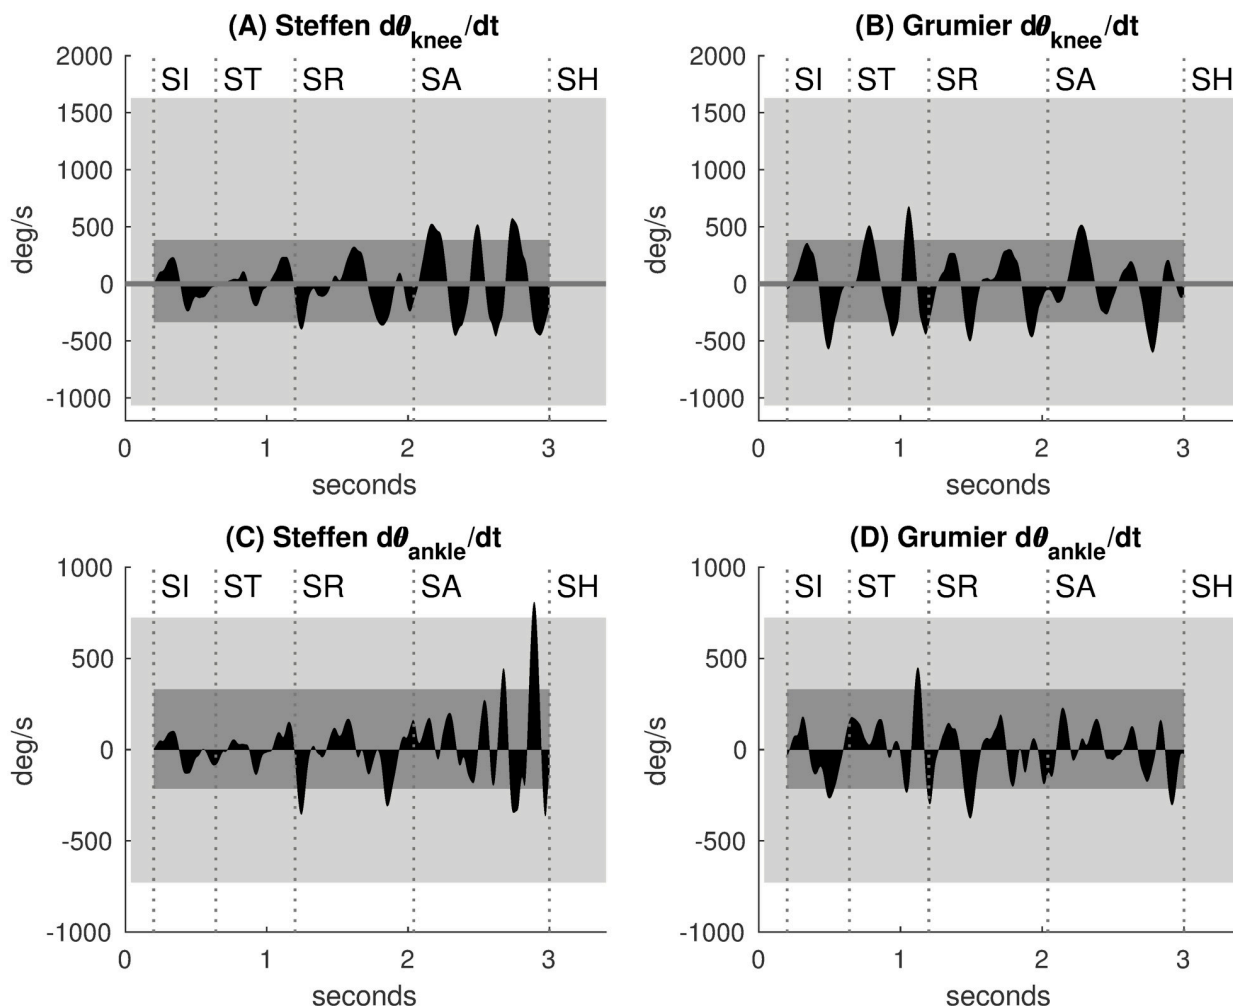 (A) Steffen dθknee/dt
2000
1500
1000
500
0
-500
-1000
deg/s
SI ST SR SA SH
0 1 2 3
seconds
(B) Grumier dθknee/dt
2000
1500
1000
500
0
-500
-1000
deg/s
SI ST SR SA SH
0 1 2 3
seconds
(C) Steffen dθankle/dt
1000
500
0
-500
-1000
deg/s
SI ST SR SA SH
0 1 2 3
seconds
(D) Grumier dθankle/dt
1000
500
0
-500
-1000
deg/s
SI ST SR SA SH
0 1 2 3
seconds